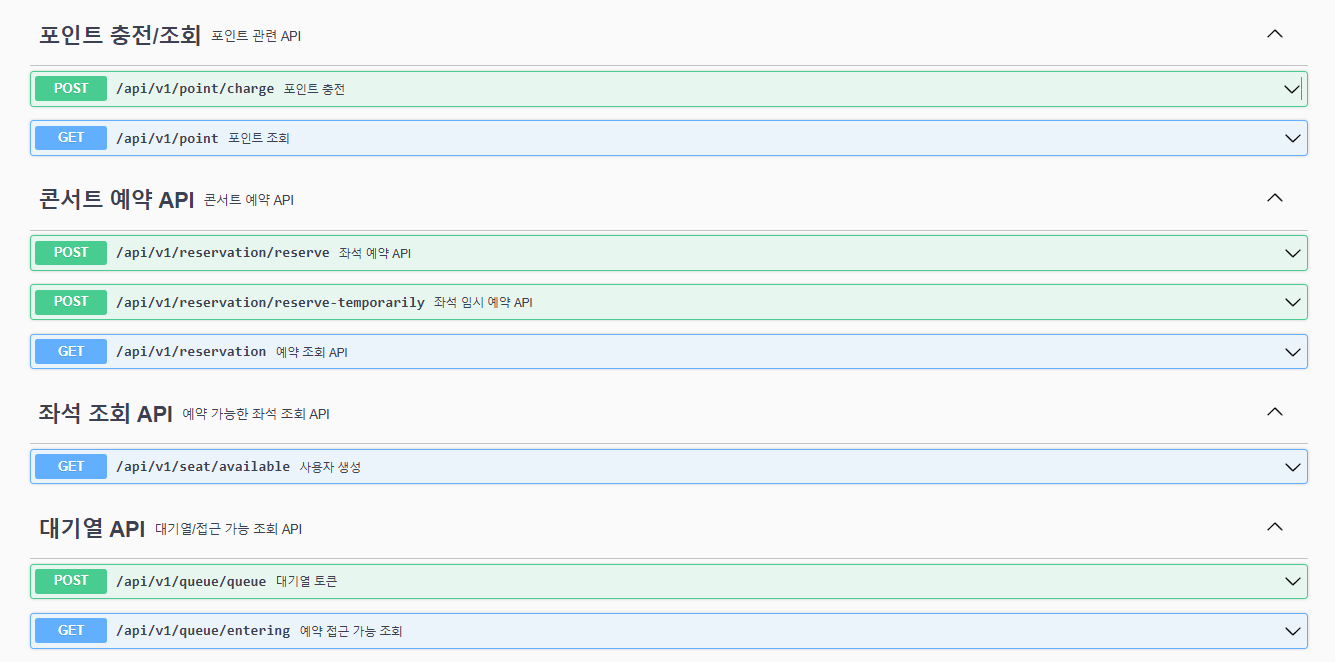 포인트 충전/조회 포인트 관련 API
POST /api/v1/point/charge 포인트 충전
GET /api/v1/point 포인트 조회
콘서트 예약 API 콘서트 예약 API
POST /api/v1/reservation/reserve 좌석 예약 API
POST /api/v1/reservation/reserve-temporarily 좌석 임시 예약 API
GET /api/v1/reservation 예약 조회 API
좌석 조회 API 예약 가능한 좌석 조회 API
GET /api/v1/seat/available 사용자 생성
대기열 API 대기열/접근 가능 조회 API
POST /api/v1/queue/queue 대기열 토큰
GET /api/v1/queue/entering 예약 접근 가능 조회